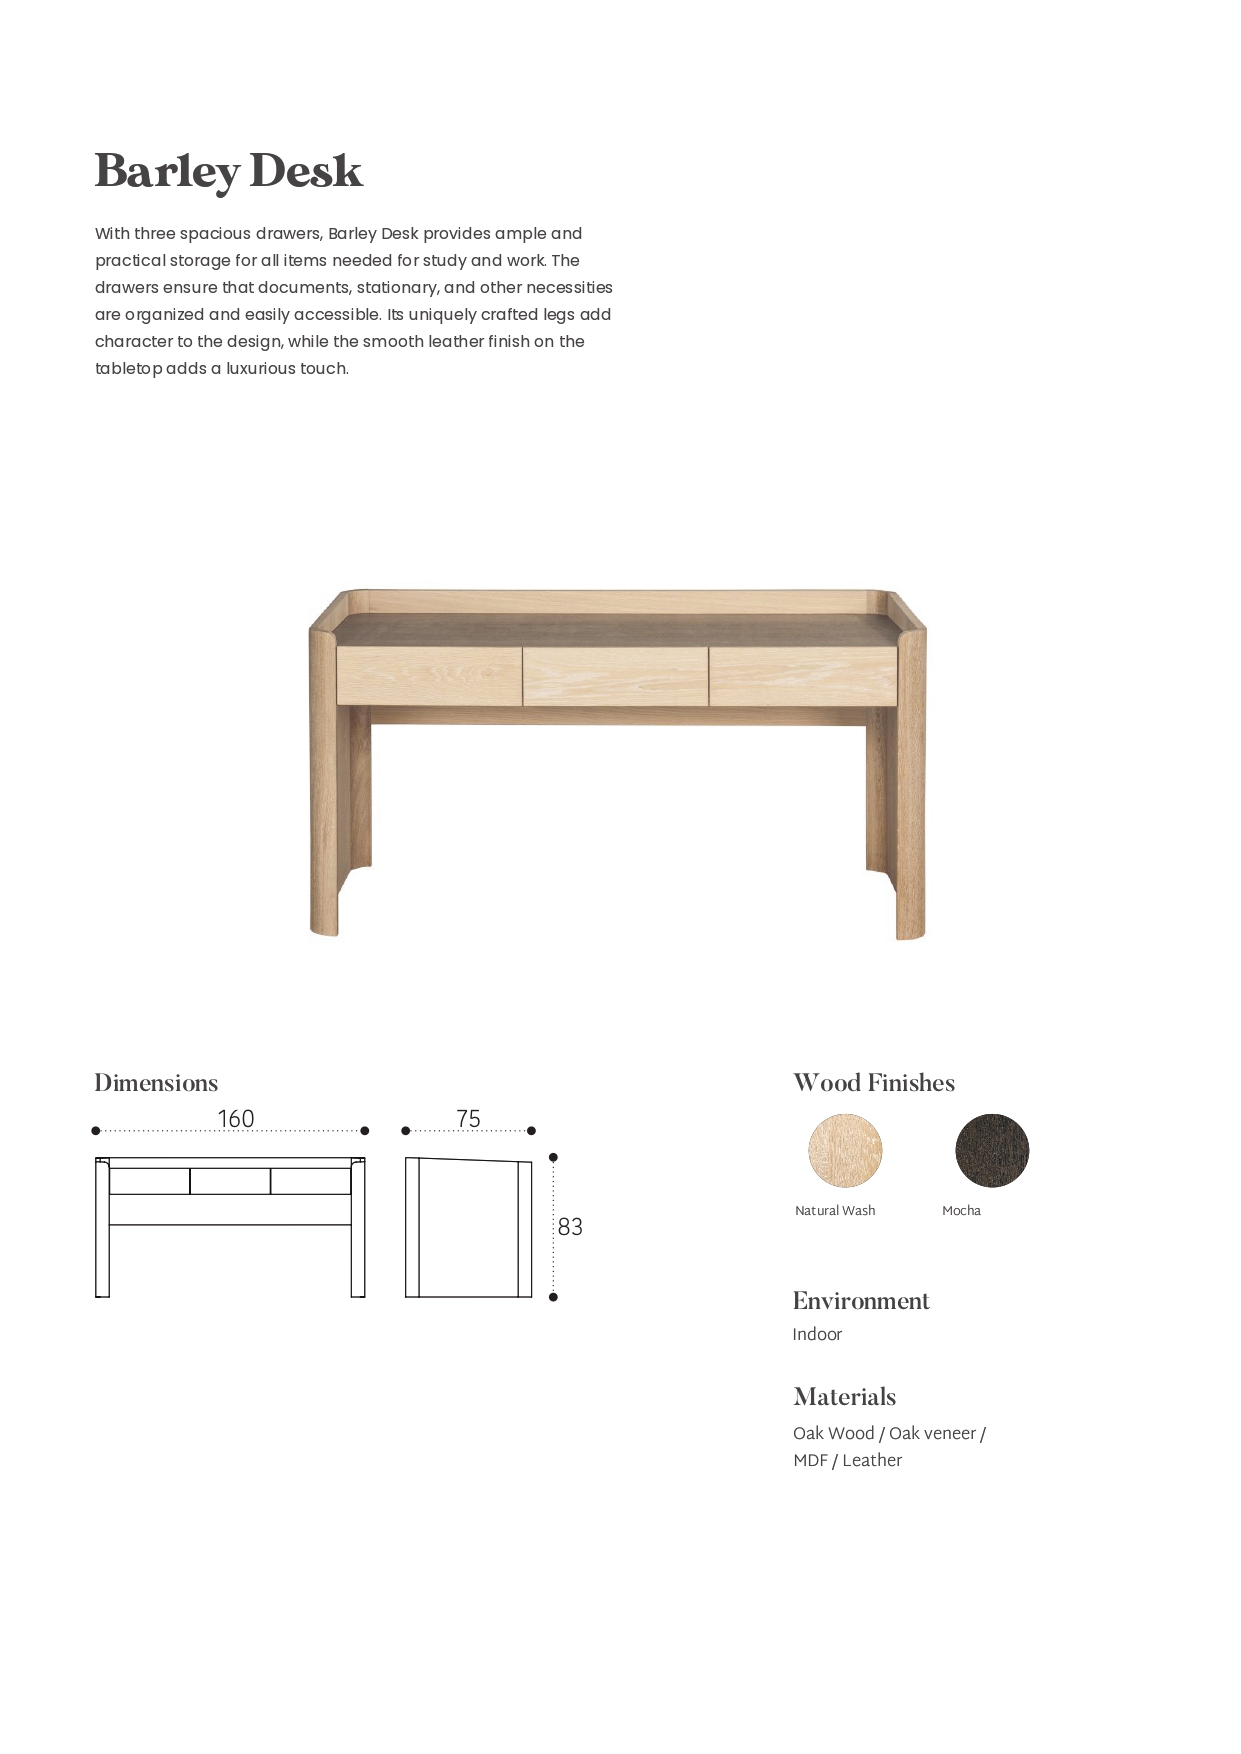 Barley Desk
With three spacious drawers, Barley Desk provides ample and
practical storage for all items needed for study and work. The
drawers ensure that documents, stationary, and other necessities
are organized and easily accessible. Its uniquely crafted legs add
character to the design, while the smooth leather finish on the
tabletop adds a luxurious touch.
Dimensions
160
75
83
Wood Finishes
Natural Wash
Mocha
Environment
Indoor
Materials
Oak Wood / Oak veneer /
MDF / Leather